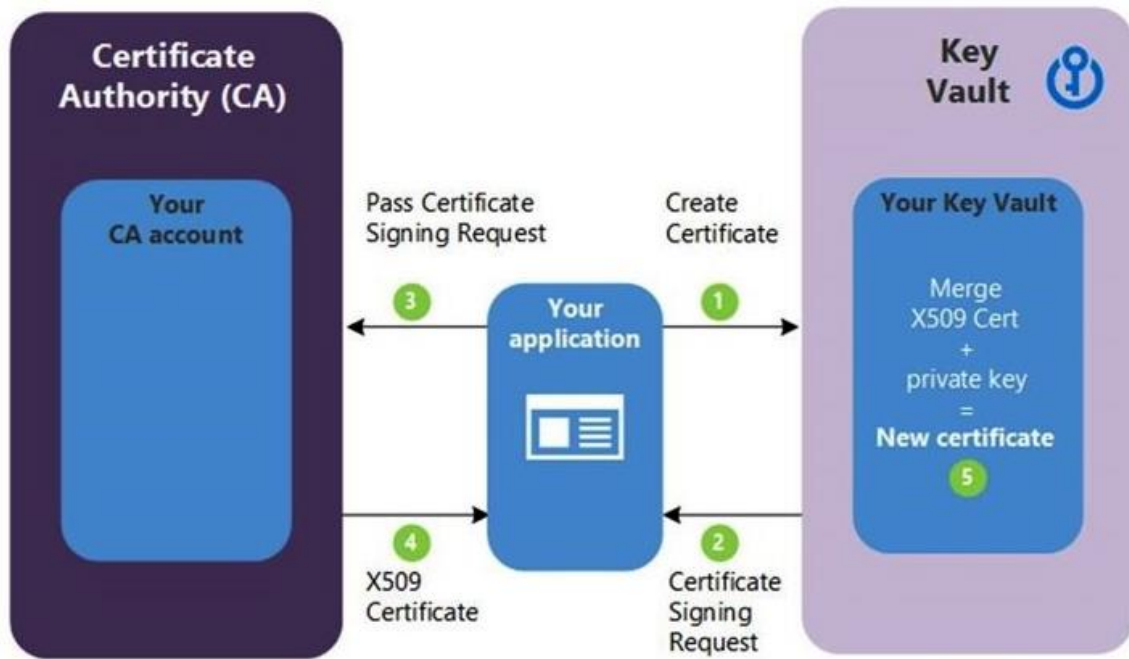 Certificate
Authority (CA)
Your
CA account
Pass Certificate
Signing Request
3
Create
Certificate
1
Your
application
4
X509
Certificate
2
Certificate
Signing
Request
Key
Vault
Your Key Vault
Merge
X509 Cert
+
private key
=
New certificate
5